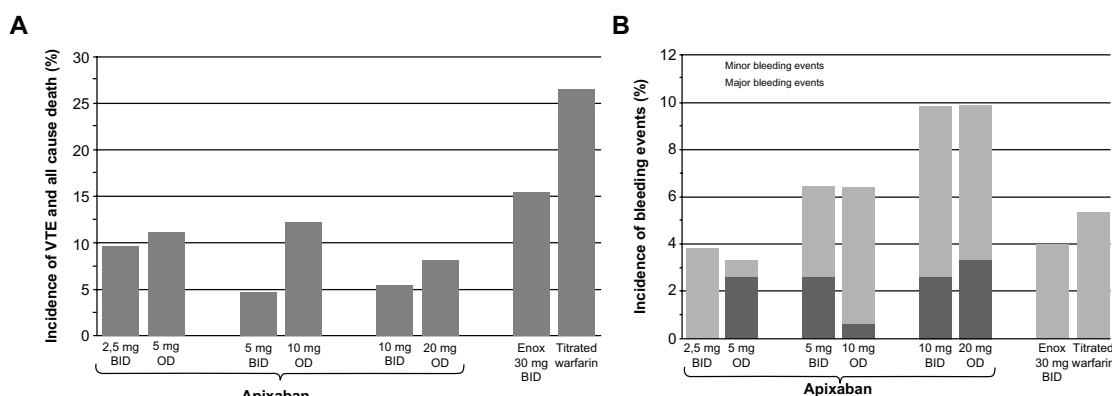 A
Incidence of VTE and all cause death (%)
30
25
20
15
10
5
0
2,5 mg
BID
5 mg
OD
5 mg
BID
10 mg
OD
10 mg
BID
20 mg
OD
Enox
30 mg
BID
Titrated
warfarin
Apixaban
B
Incidence of bleeding events (%)
12
10
8
6
4
2
0
Minor bleeding events
Major bleeding events
2,5 mg
BID
5 mg
OD
5 mg
BID
10 mg
OD
10 mg
BID
20 mg
OD
Enox
30 mg
BID
Titrated
warfarin
Apixaban